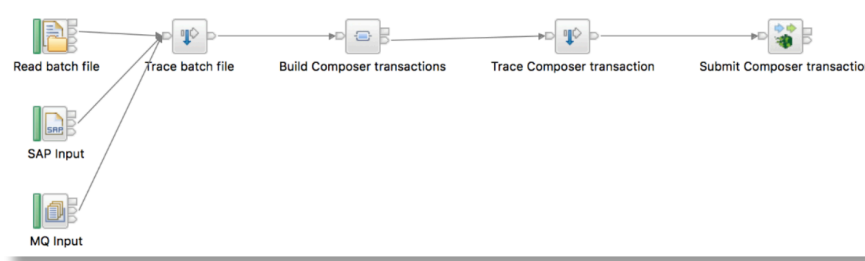 Read batch file
Trace batch file
Build Composer transactions
Trace Composer transaction
Submit Composer transactio
SAP
SAP Input
MQ Input